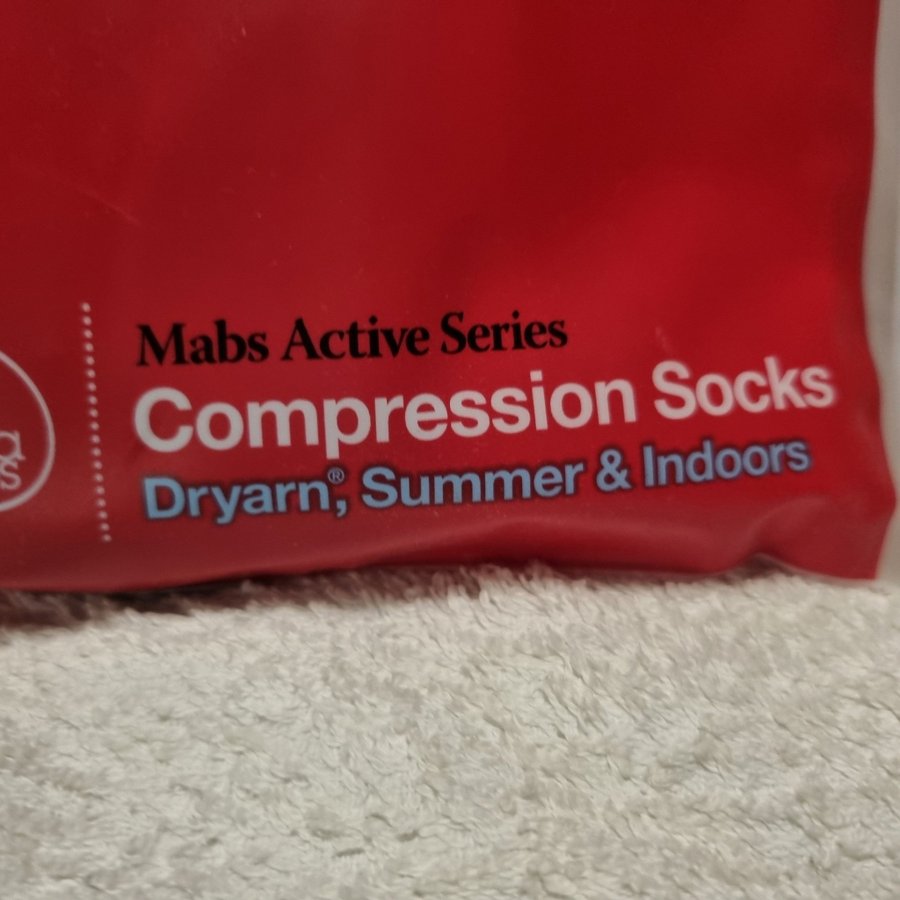 Mabs Active Series
Compression Socks
Dryarn®, Summer & Indoors